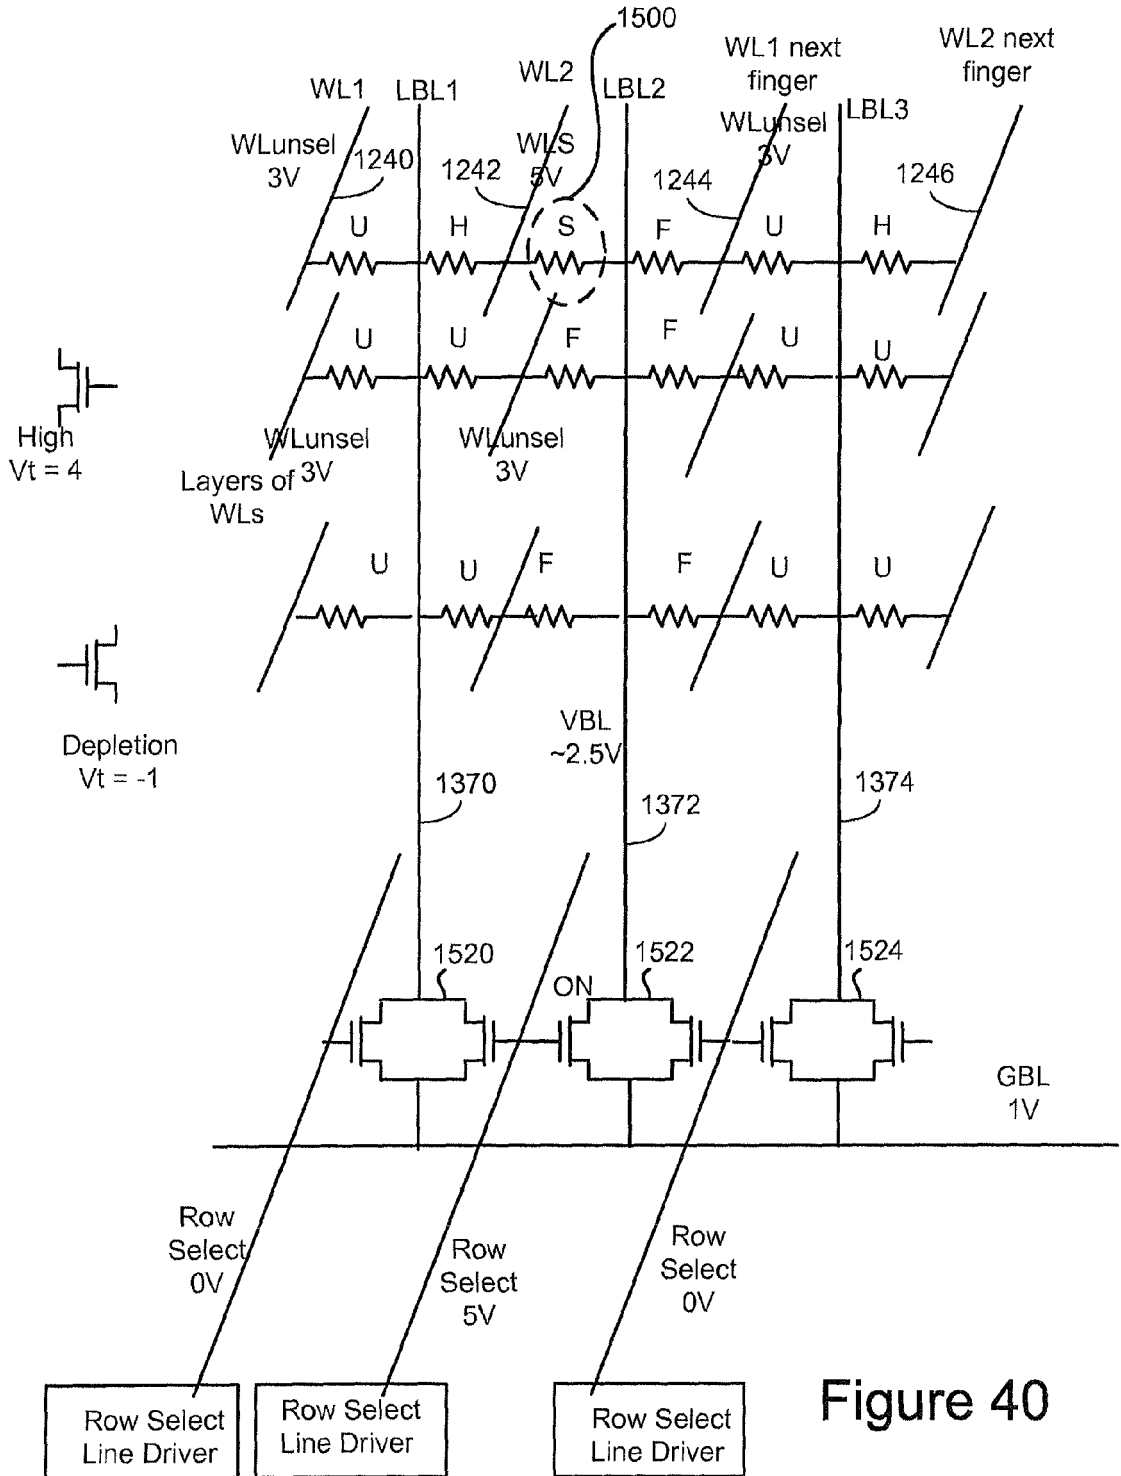 1500
WL1 next
finger
WL2 next
finger
WL1
LBL1
WL2
LBL2
LBL3
WLunsel
3V
1240
1242
WLS
5V
WLunsel
3V
1244
1246
U
H
S
F
U
H
U
U
F
F
U
U
High
Vt = 4
WLunsel
3V
WLunsel
3V
Layers of
WLs
U
U
F
F
U
U
Depletion
Vt = -1
VBL
~2.5V
1370
1372
1374
1520
ON
1522
1524
GBL
1V
Row
Select
0V
Row
Select
5V
Row
Select
0V
Row Select
Line Driver
Row Select
Line Driver
Row Select
Line Driver
Figure 40